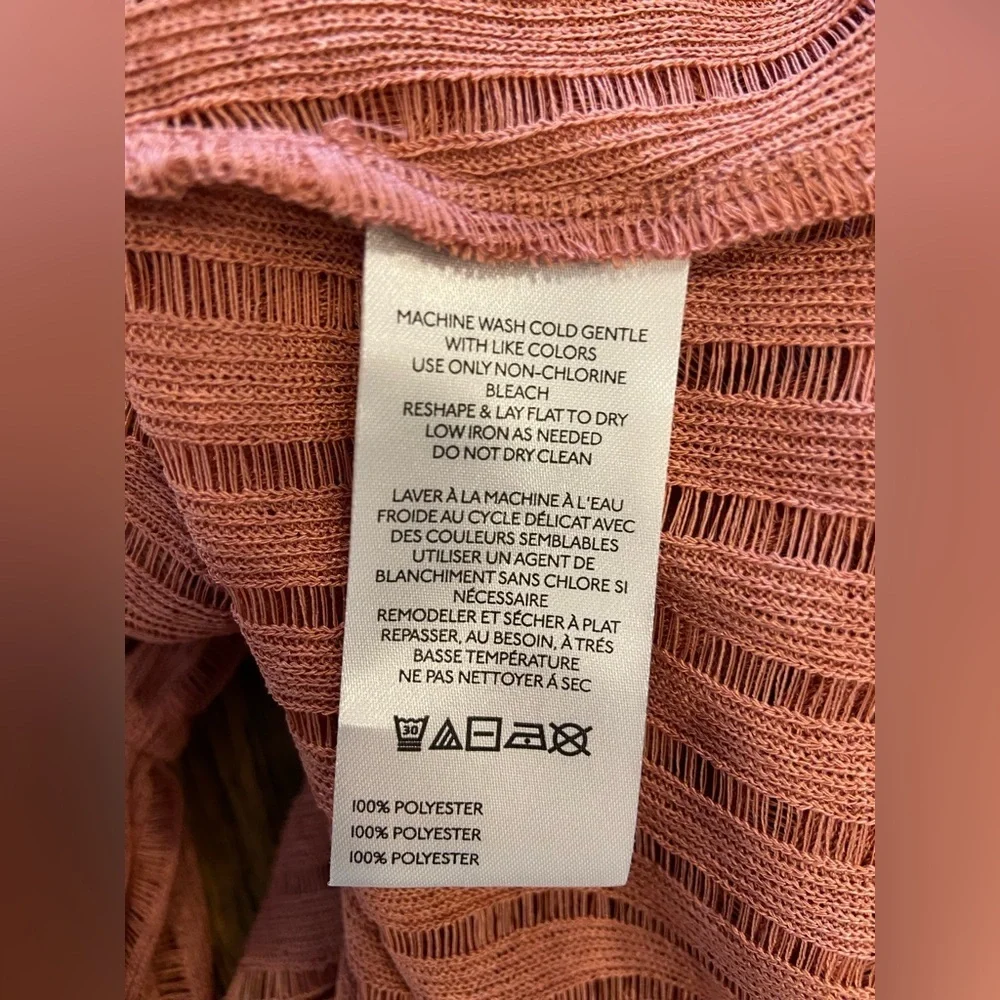 MACHINE WASH COLD GENTLE
WITH LIKE COLORS
USE ONLY NON-CHLORINE
BLEACH
RESHAPE & LAY FLAT TO DRY
LOW IRON AS NEEDED
DO NOT DRY CLEAN
LAVER À LA MACHINE À L'EAU
FROIDE AU CYCLE DÉLICAT AVEC
DES COULEURS SEMBLABLES
UTILISER UN AGENT DE
BLANCHIMENT SANS CHLORE SI
NÉCESSAIRE
REMODELER ET SÉCHER À PLAT
REPASSER, AU BESOIN, À TRÉS
BASSE TEMPÉRATURE
NE PAS NETTOYER Á SEC
30
100% POLYESTER
100% POLYESTER
100% POLYESTER